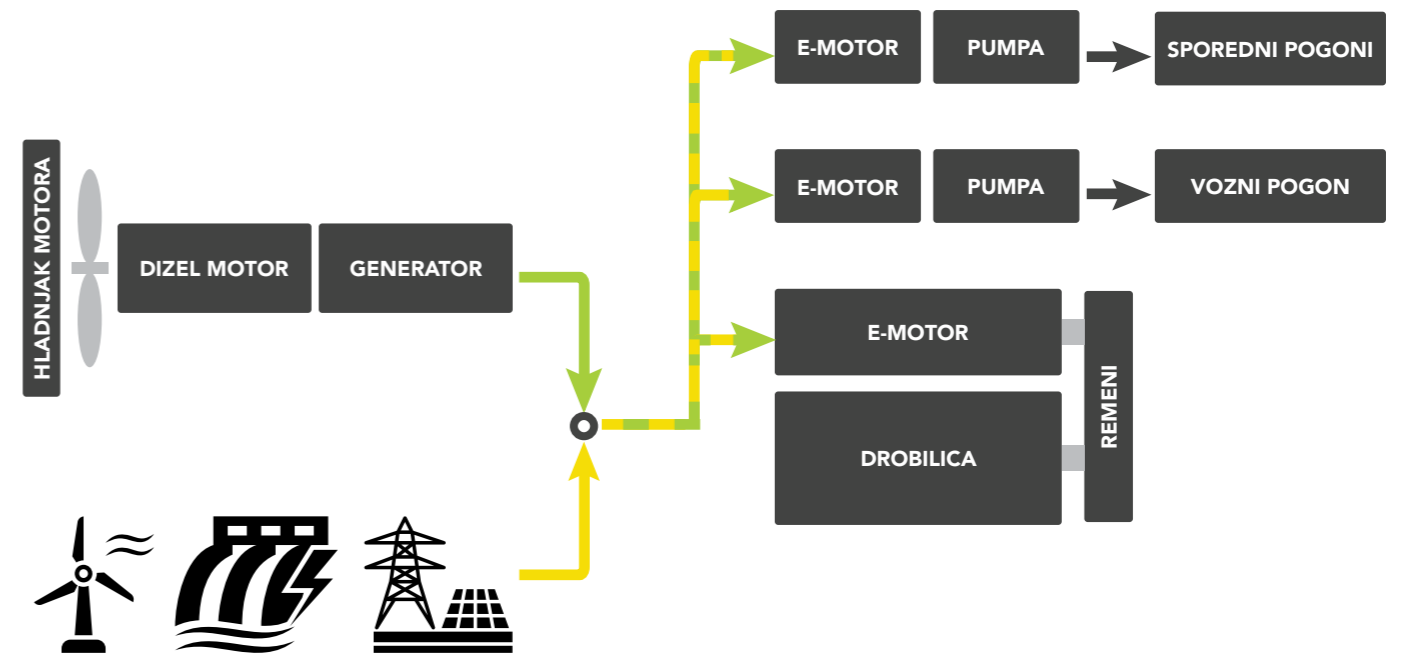 E-MOTOR
PUMPA
SPOREDNI POGONI
E-MOTOR
PUMPA
VOZNI POGON
HLADNJAK MOTORA
DIZEL MOTOR
GENERATOR
E-MOTOR
REMENI
DROBILICA